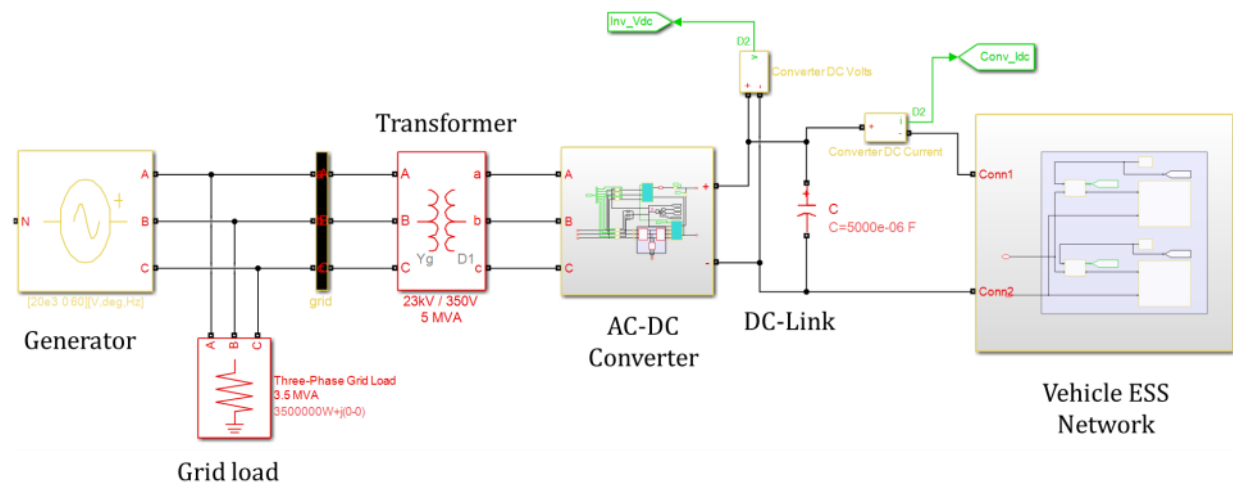 Inv_Vdc
D2
v
+ -
Converter DC Volts
Conv_Idc
D2
i
+
-
Converter DC Current
Transformer
A
B
C
N
+
[20e3 0 60][V,deg,Hz]
Generator
grid
A
B
C
a
b
c
Yg
D1
23kV / 350V
5 MVA
A
B
C
+
-
AC-DC
Converter
+
C
C=5000e-06 F
DC-Link
Conn1
Conn2
Vehicle ESS
Network
A B C
Three-Phase Grid Load
3.5 MVA
3500000W+j(0-0)
Grid load